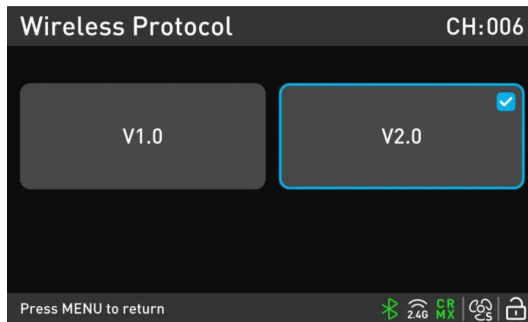 Wireless Protocol CH:006
V1.0 V2.0
Press MENU to return 2.4G CR MX S